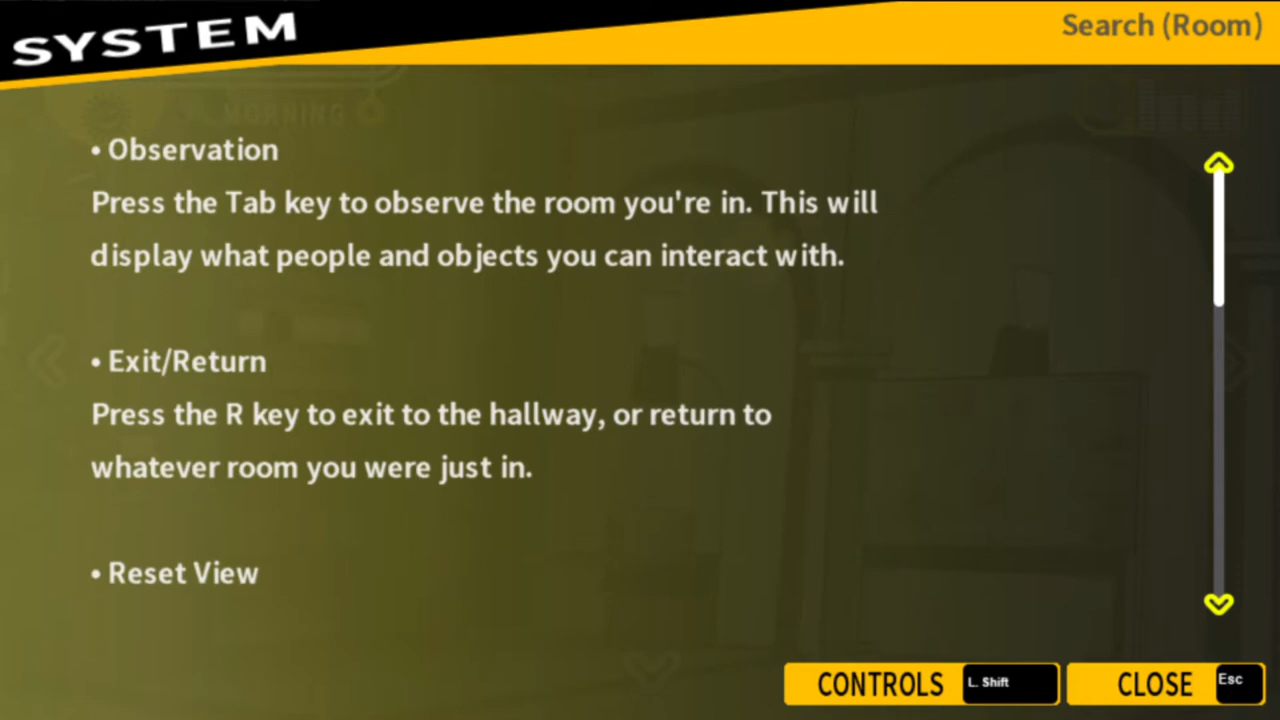 SYSTEM
Search (Room)
MORNING
• Observation
Press the Tab key to observe the room you're in. This will
display what people and objects you can interact with.
• Exit/Return
Press the R key to exit to the hallway, or return to
whatever room you were just in.
• Reset View
CONTROLS L. Shift CLOSE Esc